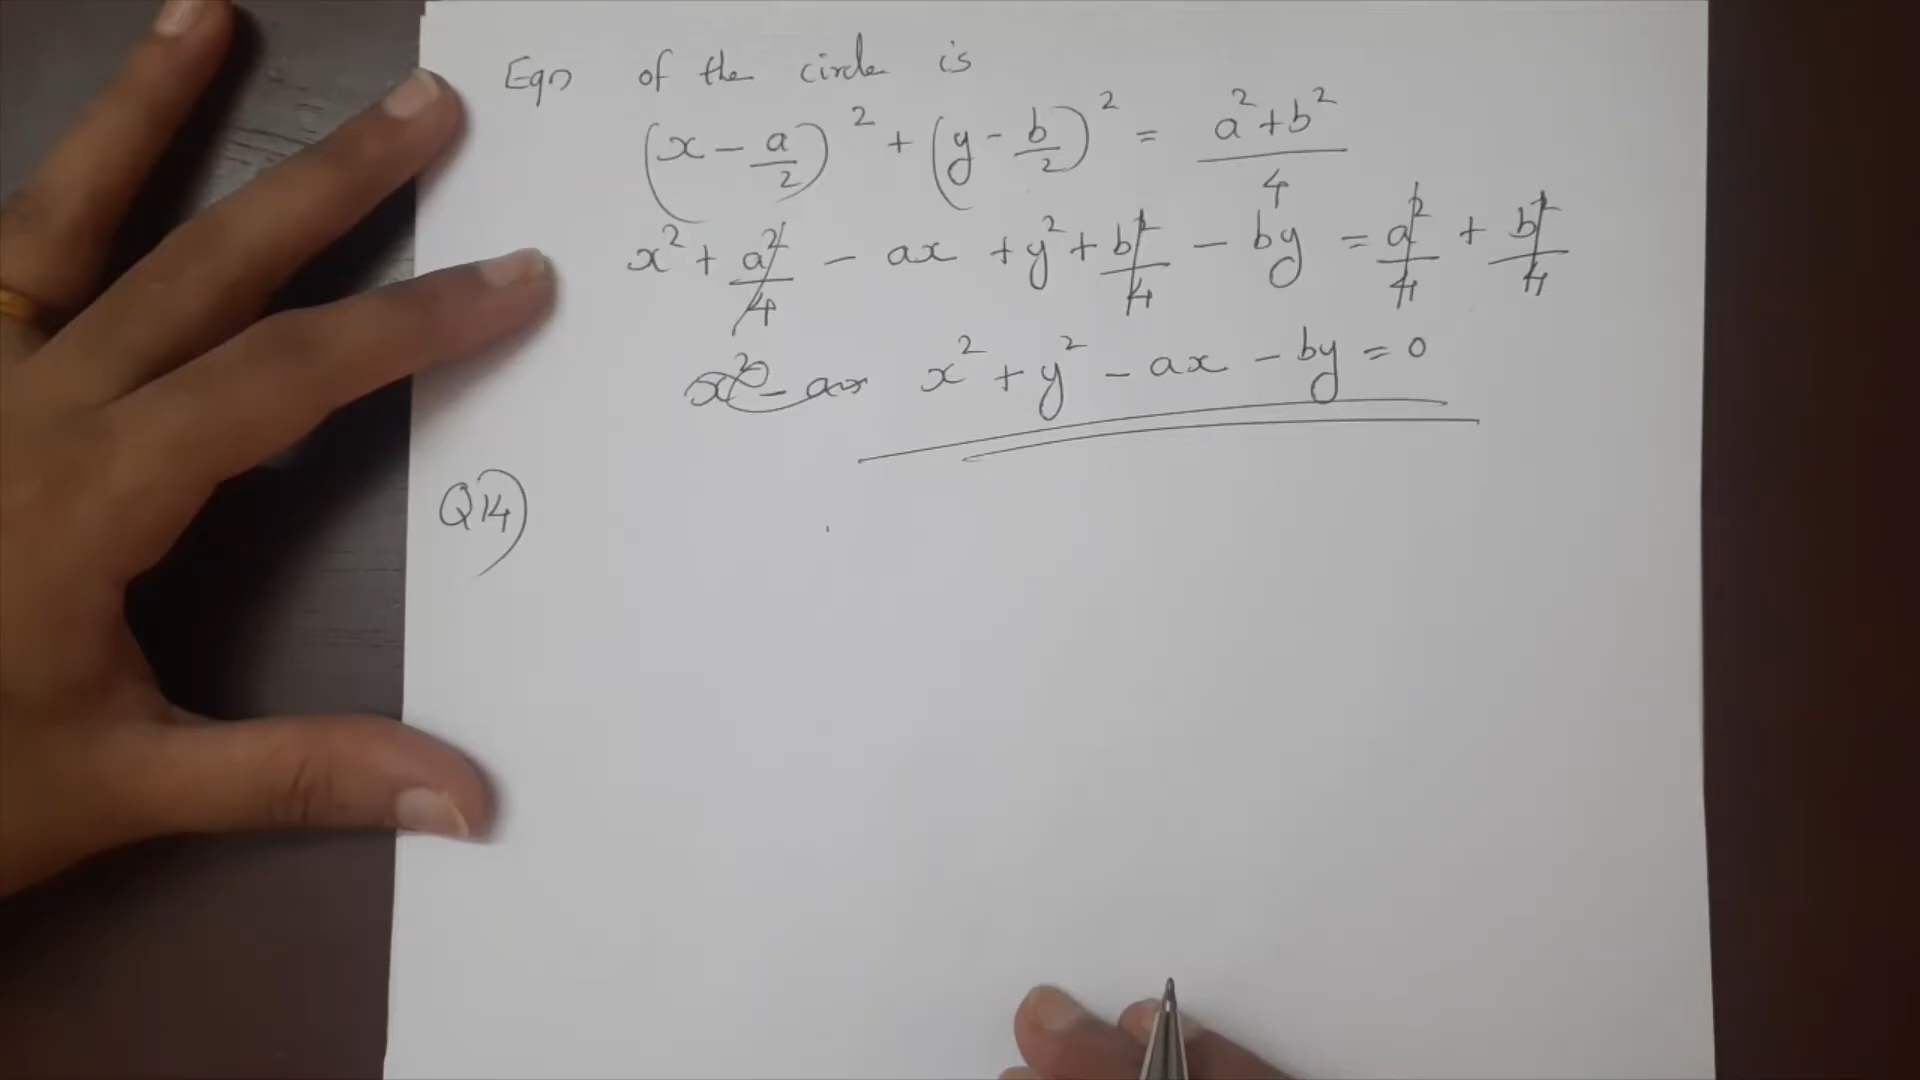 Eqn of the circle is
(x - a/2)² + (y - b/2)² = (a² + b²)/4
x² + a²/4 - ax + y² + b²/4 - by = a²/4 + b²/4
x² - ax x² + y² - ax - by = 0
Q14)